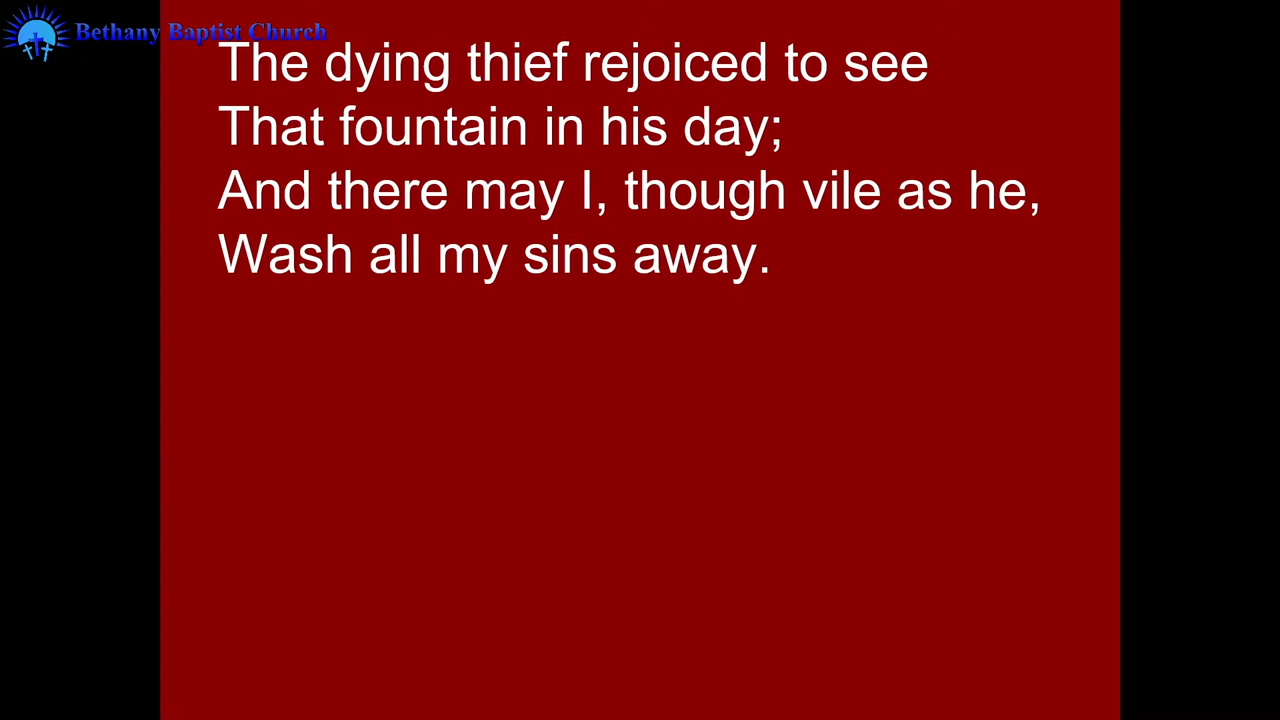 Bethany Baptist Church
The dying thief rejoiced to see
That fountain in his day;
And there may I, though vile as he,
Wash all my sins away.